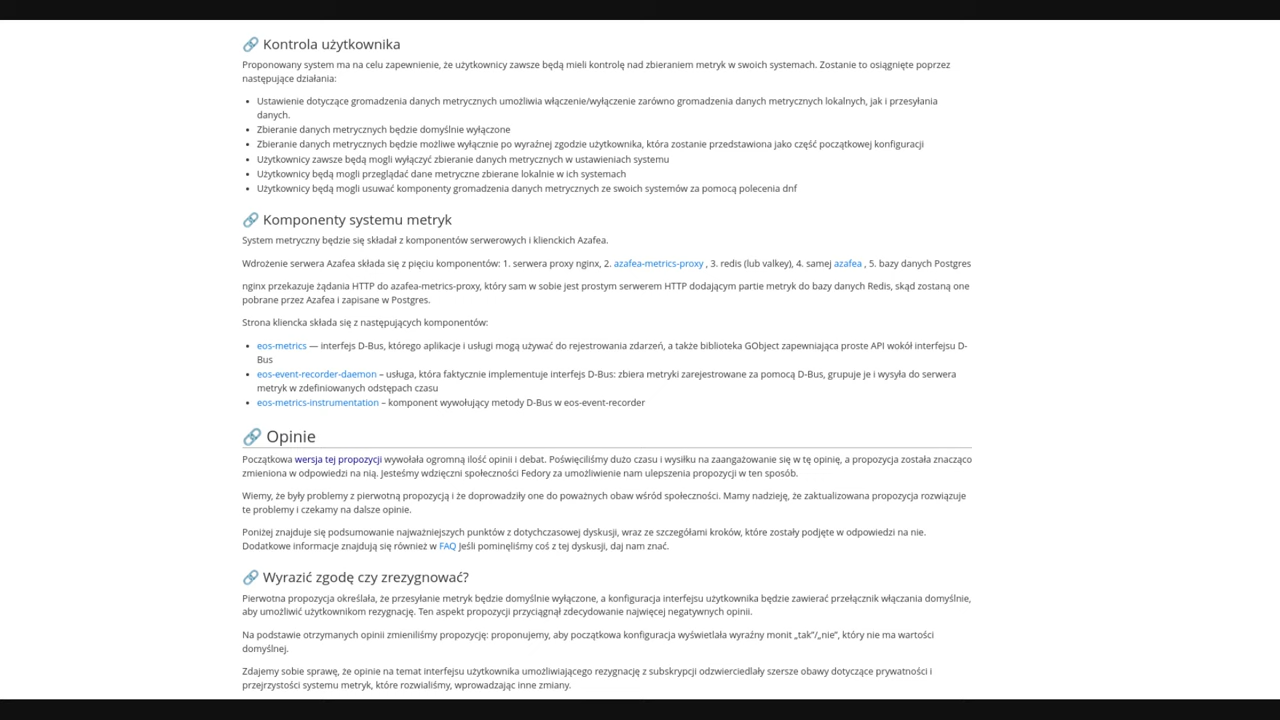 Kontrola użytkownika
Proponowany system ma na celu zapewnienie, że użytkownicy zawsze będą mieli kontrolę nad zbieraniem metryk w swoich systemach. Zostanie to osiągnięte poprzez
następujące działania:
• Ustawienie dotyczące gromadzenia danych metrycznych umożliwia włączenie/wyłączenie zarówno gromadzenia danych metrycznych lokalnych, jak i przesyłania
danych.
• Zbieranie danych metrycznych będzie domyślnie wyłączone
• Zbieranie danych metrycznych będzie możliwe wyłącznie po wyraźnej zgodzie użytkownika, która zostanie przedstawiona jako część początkowej konfiguracji
• Użytkownicy zawsze będą mogli wyłączyć zbieranie danych metrycznych w ustawieniach systemu
• Użytkownicy będą mogli przeglądać dane metryczne zbierane lokalnie w ich systemach
• Użytkownicy będą mogli usuwać komponenty gromadzenia danych metrycznych ze swoich systemów za pomocą polecenia dnf
Komponenty systemu metryk
System metryczny będzie się składał z komponentów serwerowych i klienckich Azafea.
Wdrożenie serwera Azafea składa się z pięciu komponentów: 1. serwera proxy nginx, 2. azafea-metrics-proxy , 3. redis (lub valkey), 4. samej azafea , 5. bazy danych Postgres
nginx przekazuje żądania HTTP do azafea-metrics-proxy, który sam w sobie jest prostym serwerem HTTP dodającym partie metryk do bazy danych Redis, skąd zostaną one
pobrane przez Azafea i zapisane w Postgres.
Strona kliencka składa się z następujących komponentów:
• eos-metrics — interfejs D-Bus, którego aplikacje i usługi mogą używać do rejestrowania zdarzeń, a także biblioteka GObject zapewniająca proste API wokół interfejsu D-
Bus
• eos-event-recorder-daemon – usługa, która faktycznie implementuje interfejs D-Bus: zbiera metryki zarejestrowane za pomocą D-Bus, grupuje je i wysyła do serwera
metryk w zdefiniowanych odstępach czasu
• eos-metrics-instrumentation – komponent wywołujący metody D-Bus w eos-event-recorder
Opinie
Początkowa wersja tej propozycji wywołała ogromną ilość opinii i debat. Poświęciliśmy dużo czasu i wysiłku na zaangażowanie się w tę opinię, a propozycja została znacząco
zmieniona w odpowiedzi na nią. Jesteśmy wdzięczni społeczności Fedory za umożliwienie nam ulepszenia propozycji w ten sposób.
Wiemy, że były problemy z pierwotną propozycją i że doprowadziły one do poważnych obaw wśród społeczności. Mamy nadzieję, że zaktualizowana propozycja rozwiązuje
te problemy i czekamy na dalsze opinie.
Poniżej znajduje się podsumowanie najważniejszych punktów z dotychczasowej dyskusji, wraz ze szczegółami kroków, które zostały podjęte w odpowiedzi na nie.
Dodatkowe informacje znajdują się również w FAQ Jeśli pominęliśmy coś z tej dyskusji, daj nam znać.
Wyrazić zgodę czy zrezygnować?
Pierwotna propozycja określała, że przesyłanie metryk będzie domyślnie wyłączone, a konfiguracja interfejsu użytkownika będzie zawierać przełącznik włączania domyślnie,
aby umożliwić użytkownikom rezygnację. Ten aspekt propozycji przyciągnął zdecydowanie najwięcej negatywnych opinii.
Na podstawie otrzymanych opinii zmieniliśmy propozycję: proponujemy, aby początkowa konfiguracja wyświetlała wyraźny monit „tak”/„nie”, który nie ma wartości
domyślnej.
Zdajemy sobie sprawę, że opinie na temat interfejsu użytkownika umożliwiającego rezygnację z subskrypcji odzwierciedlały szersze obawy dotyczące prywatności i
przejrzystości systemu metryk, które rozwialiśmy, wprowadzając inne zmiany.